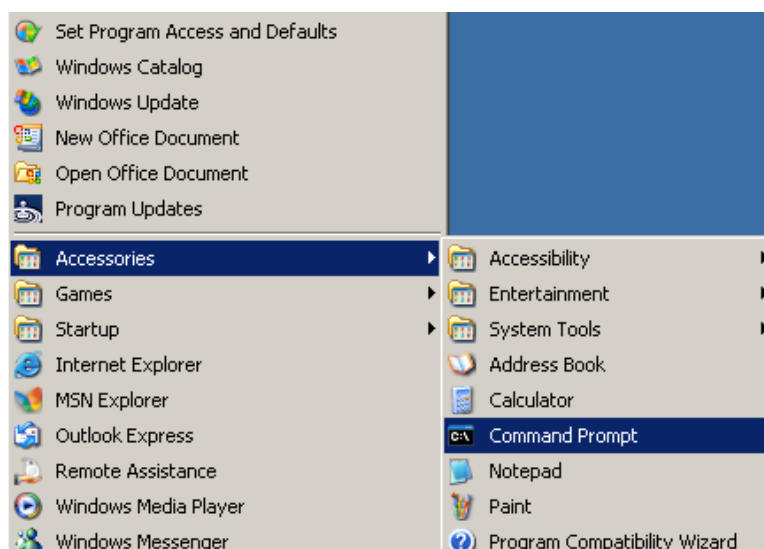 Set Program Access and Defaults
Windows Catalog
Windows Update
New Office Document
Open Office Document
Program Updates
Accessories
Games
Startup
Internet Explorer
MSN Explorer
Outlook Express
Remote Assistance
Windows Media Player
Windows Messenger
Accessibility
Entertainment
System Tools
Address Book
Calculator
C:\
Command Prompt
Notepad
Paint
Program Compatibility Wizard